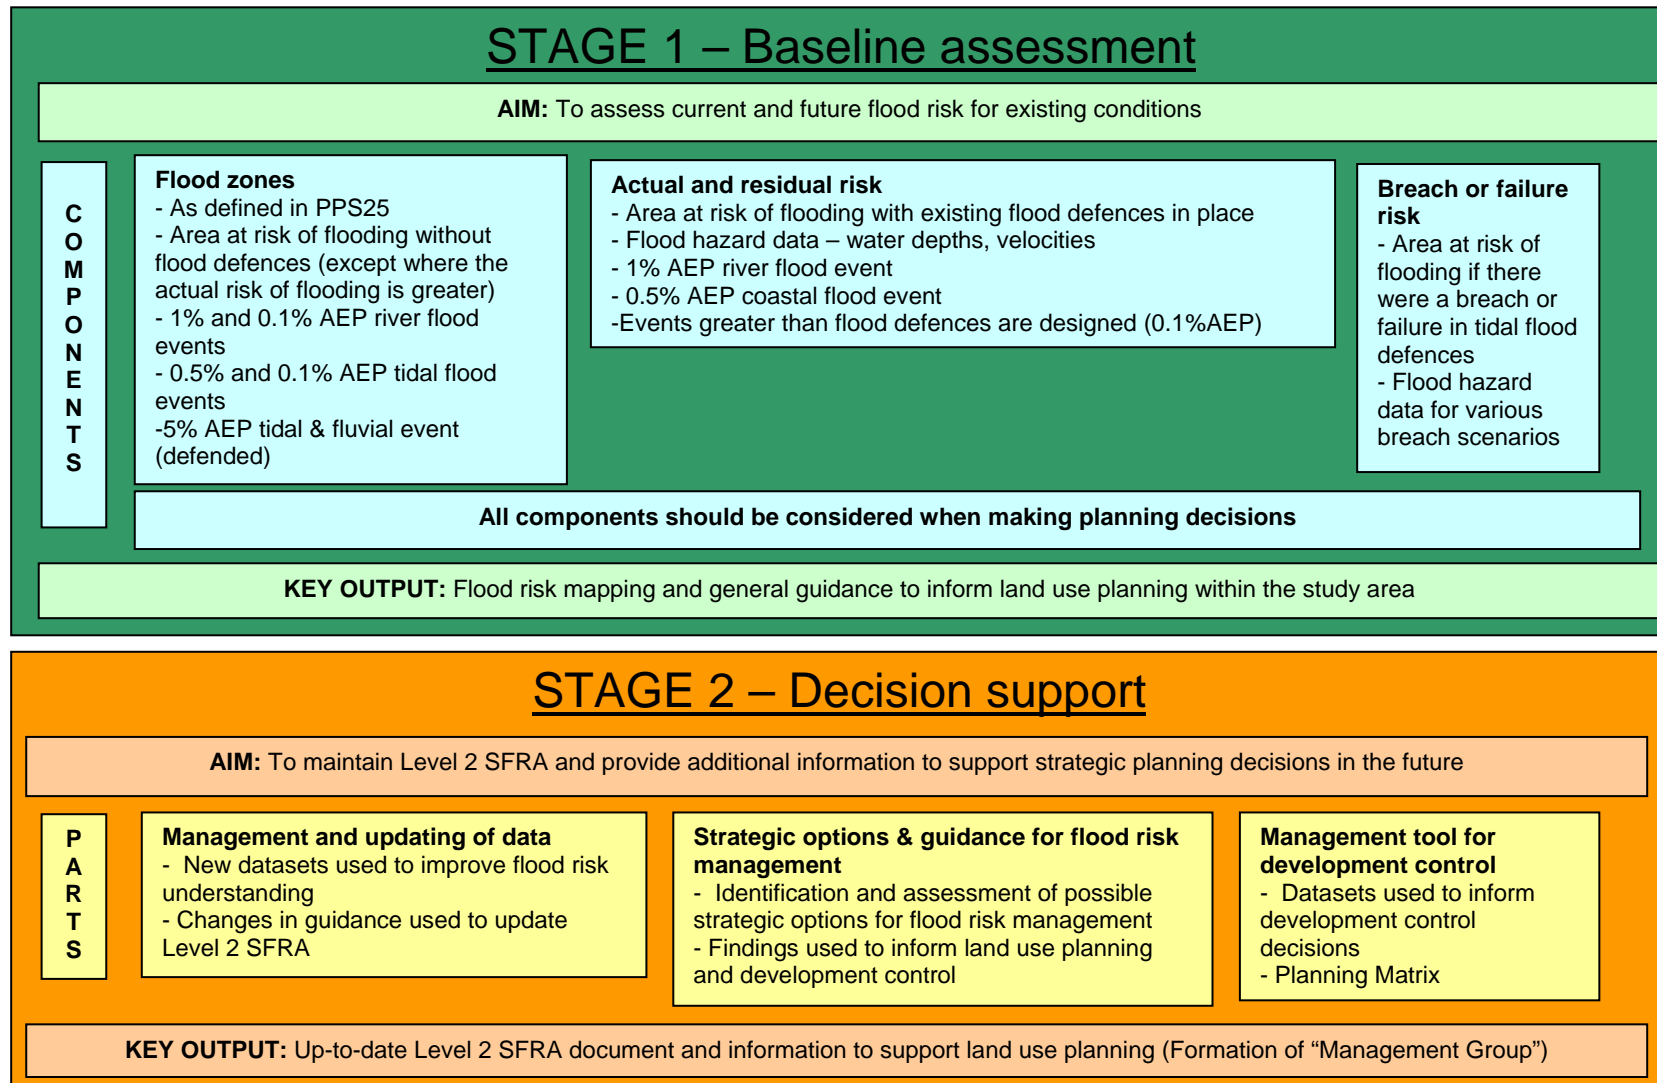 STAGE 1 – Baseline assessment
AIM: To assess current and future flood risk for existing conditions
COMPONENTS
Flood zones
- As defined in PPS25
- Area at risk of flooding without
flood defences (except where the
actual risk of flooding is greater)
- 1% and 0.1% AEP river flood
events
- 0.5% and 0.1% AEP tidal flood
events
-5% AEP tidal & fluvial event
(defended)
Actual and residual risk
- Area at risk of flooding with existing flood defences in place
- Flood hazard data – water depths, velocities
- 1% AEP river flood event
- 0.5% AEP coastal flood event
-Events greater than flood defences are designed (0.1%AEP)
Breach or failure
risk
- Area at risk of
flooding if there
were a breach or
failure in tidal flood
defences
- Flood hazard
data for various
breach scenarios
All components should be considered when making planning decisions
KEY OUTPUT: Flood risk mapping and general guidance to inform land use planning within the study area
STAGE 2 – Decision support
AIM: To maintain Level 2 SFRA and provide additional information to support strategic planning decisions in the future
PARTS
Management and updating of data
- New datasets used to improve flood risk
understanding
- Changes in guidance used to update
Level 2 SFRA
Strategic options & guidance for flood risk
management
- Identification and assessment of possible
strategic options for flood risk management
- Findings used to inform land use planning
and development control
Management tool for
development control
- Datasets used to inform
development control
decisions
- Planning Matrix
KEY OUTPUT: Up-to-date Level 2 SFRA document and information to support land use planning (Formation of “Management Group”)